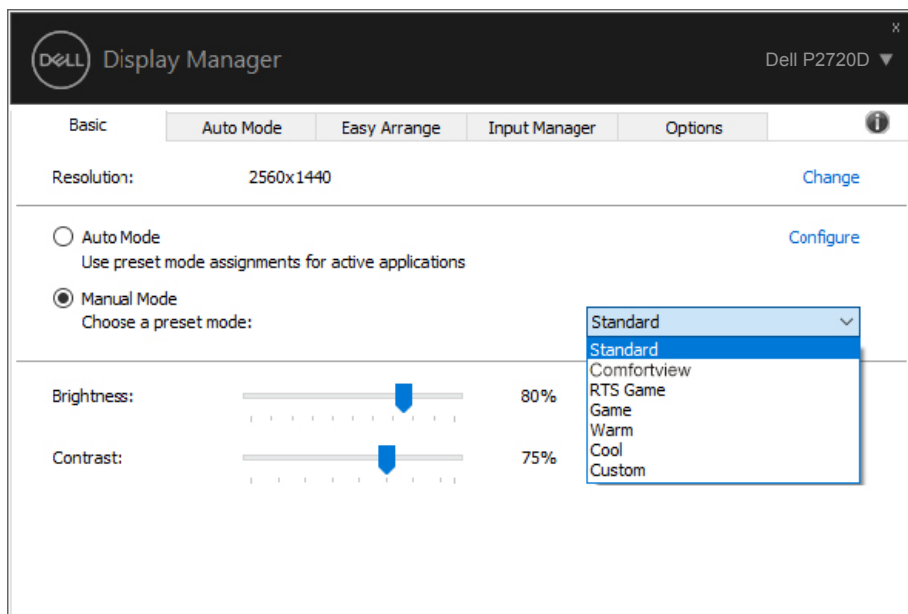 x
DELL Display Manager Dell P2720D ▼
Basic Auto Mode Easy Arrange Input Manager Options i
Resolution: 2560x1440 Change
Auto Mode Configure
Use preset mode assignments for active applications
Manual Mode
Choose a preset mode: Standard
Standard
Comfortview
RTS Game
Game
Warm
Cool
Custom
Brightness: 80%
Contrast: 75%